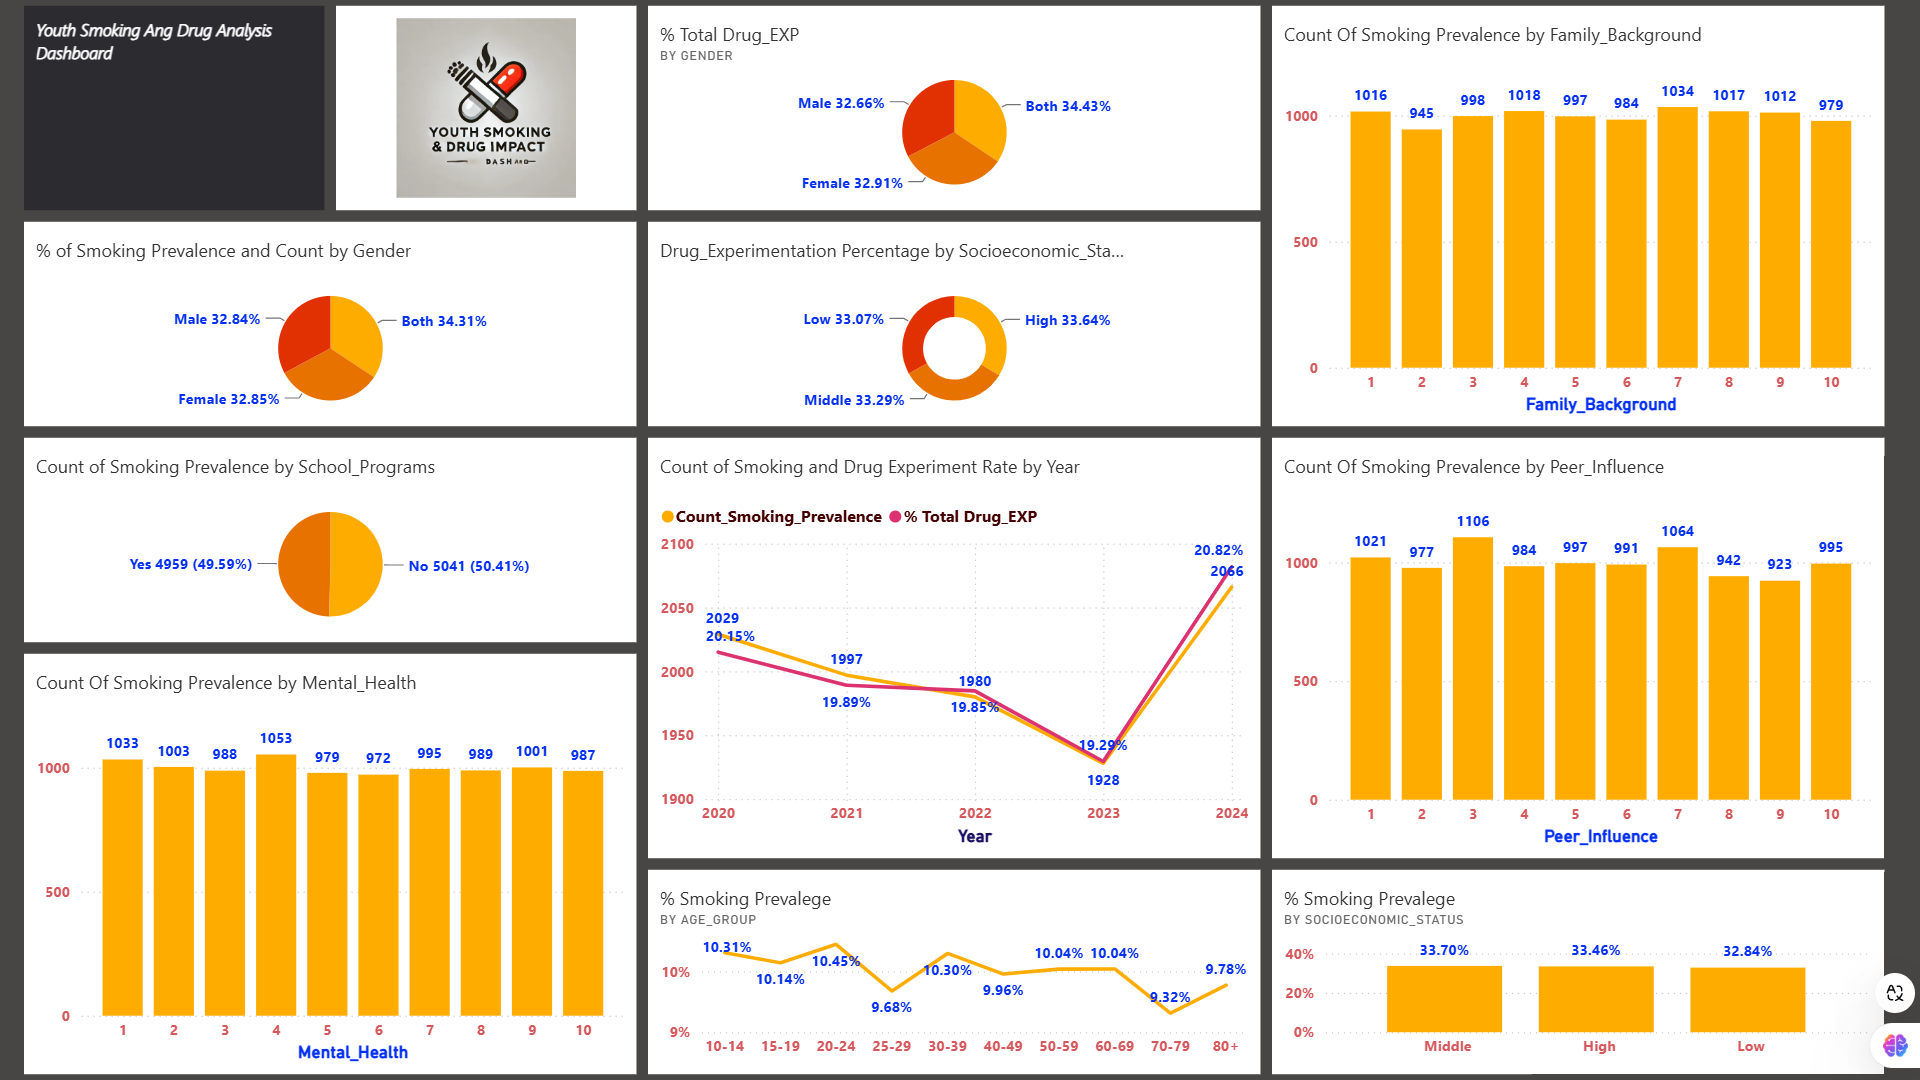 Youth Smoking Ang Drug Analysis
Dashboard
YOUTH SMOKING
& DRUG IMPACT
% Total Drug_EXP
BY GENDER
Male 32.66%
Both 34.43%
Female 32.91%
Count Of Smoking Prevalence by Family_Background
1016 945 998 1018 997 984 1034 1017 1012 979
1000
500
0
1 2 3 4 5 6 7 8 9 10
Family_Background
% of Smoking Prevalence and Count by Gender
Male 32.84%
Both 34.31%
Female 32.85%
Drug_Experimentation Percentage by Socioeconomic_Sta...
Low 33.07%
High 33.64%
Middle 33.29%
Count of Smoking Prevalence by School_Programs
Yes 4959 (49.59%)
No 5041 (50.41%)
Count of Smoking and Drug Experiment Rate by Year
Count_Smoking_Prevalence % Total Drug_EXP
2100
2050
2000
1950
1900
2029
20.15%
1997
19.89%
1980
19.85%
19.29%
1928
20.82%
2066
2020 2021 2022 2023 2024
Year
Count Of Smoking Prevalence by Peer_Influence
1021 977 1106 984 997 991 1064 942 923 995
1000
500
0
1 2 3 4 5 6 7 8 9 10
Peer_Influence
Count Of Smoking Prevalence by Mental_Health
1033 1003 988 1053 979 972 995 989 1001 987
1000
500
0
1 2 3 4 5 6 7 8 9 10
Mental_Health
% Smoking Prevalege
BY AGE_GROUP
10%
9%
10.31% 10.14% 10.45% 9.68% 10.30% 9.96% 10.04% 10.04% 9.32% 9.78%
10-14 15-19 20-24 25-29 30-39 40-49 50-59 60-69 70-79 80+
% Smoking Prevalege
BY SOCIOECONOMIC_STATUS
40%
20%
0%
33.70% 33.46% 32.84%
Middle High Low